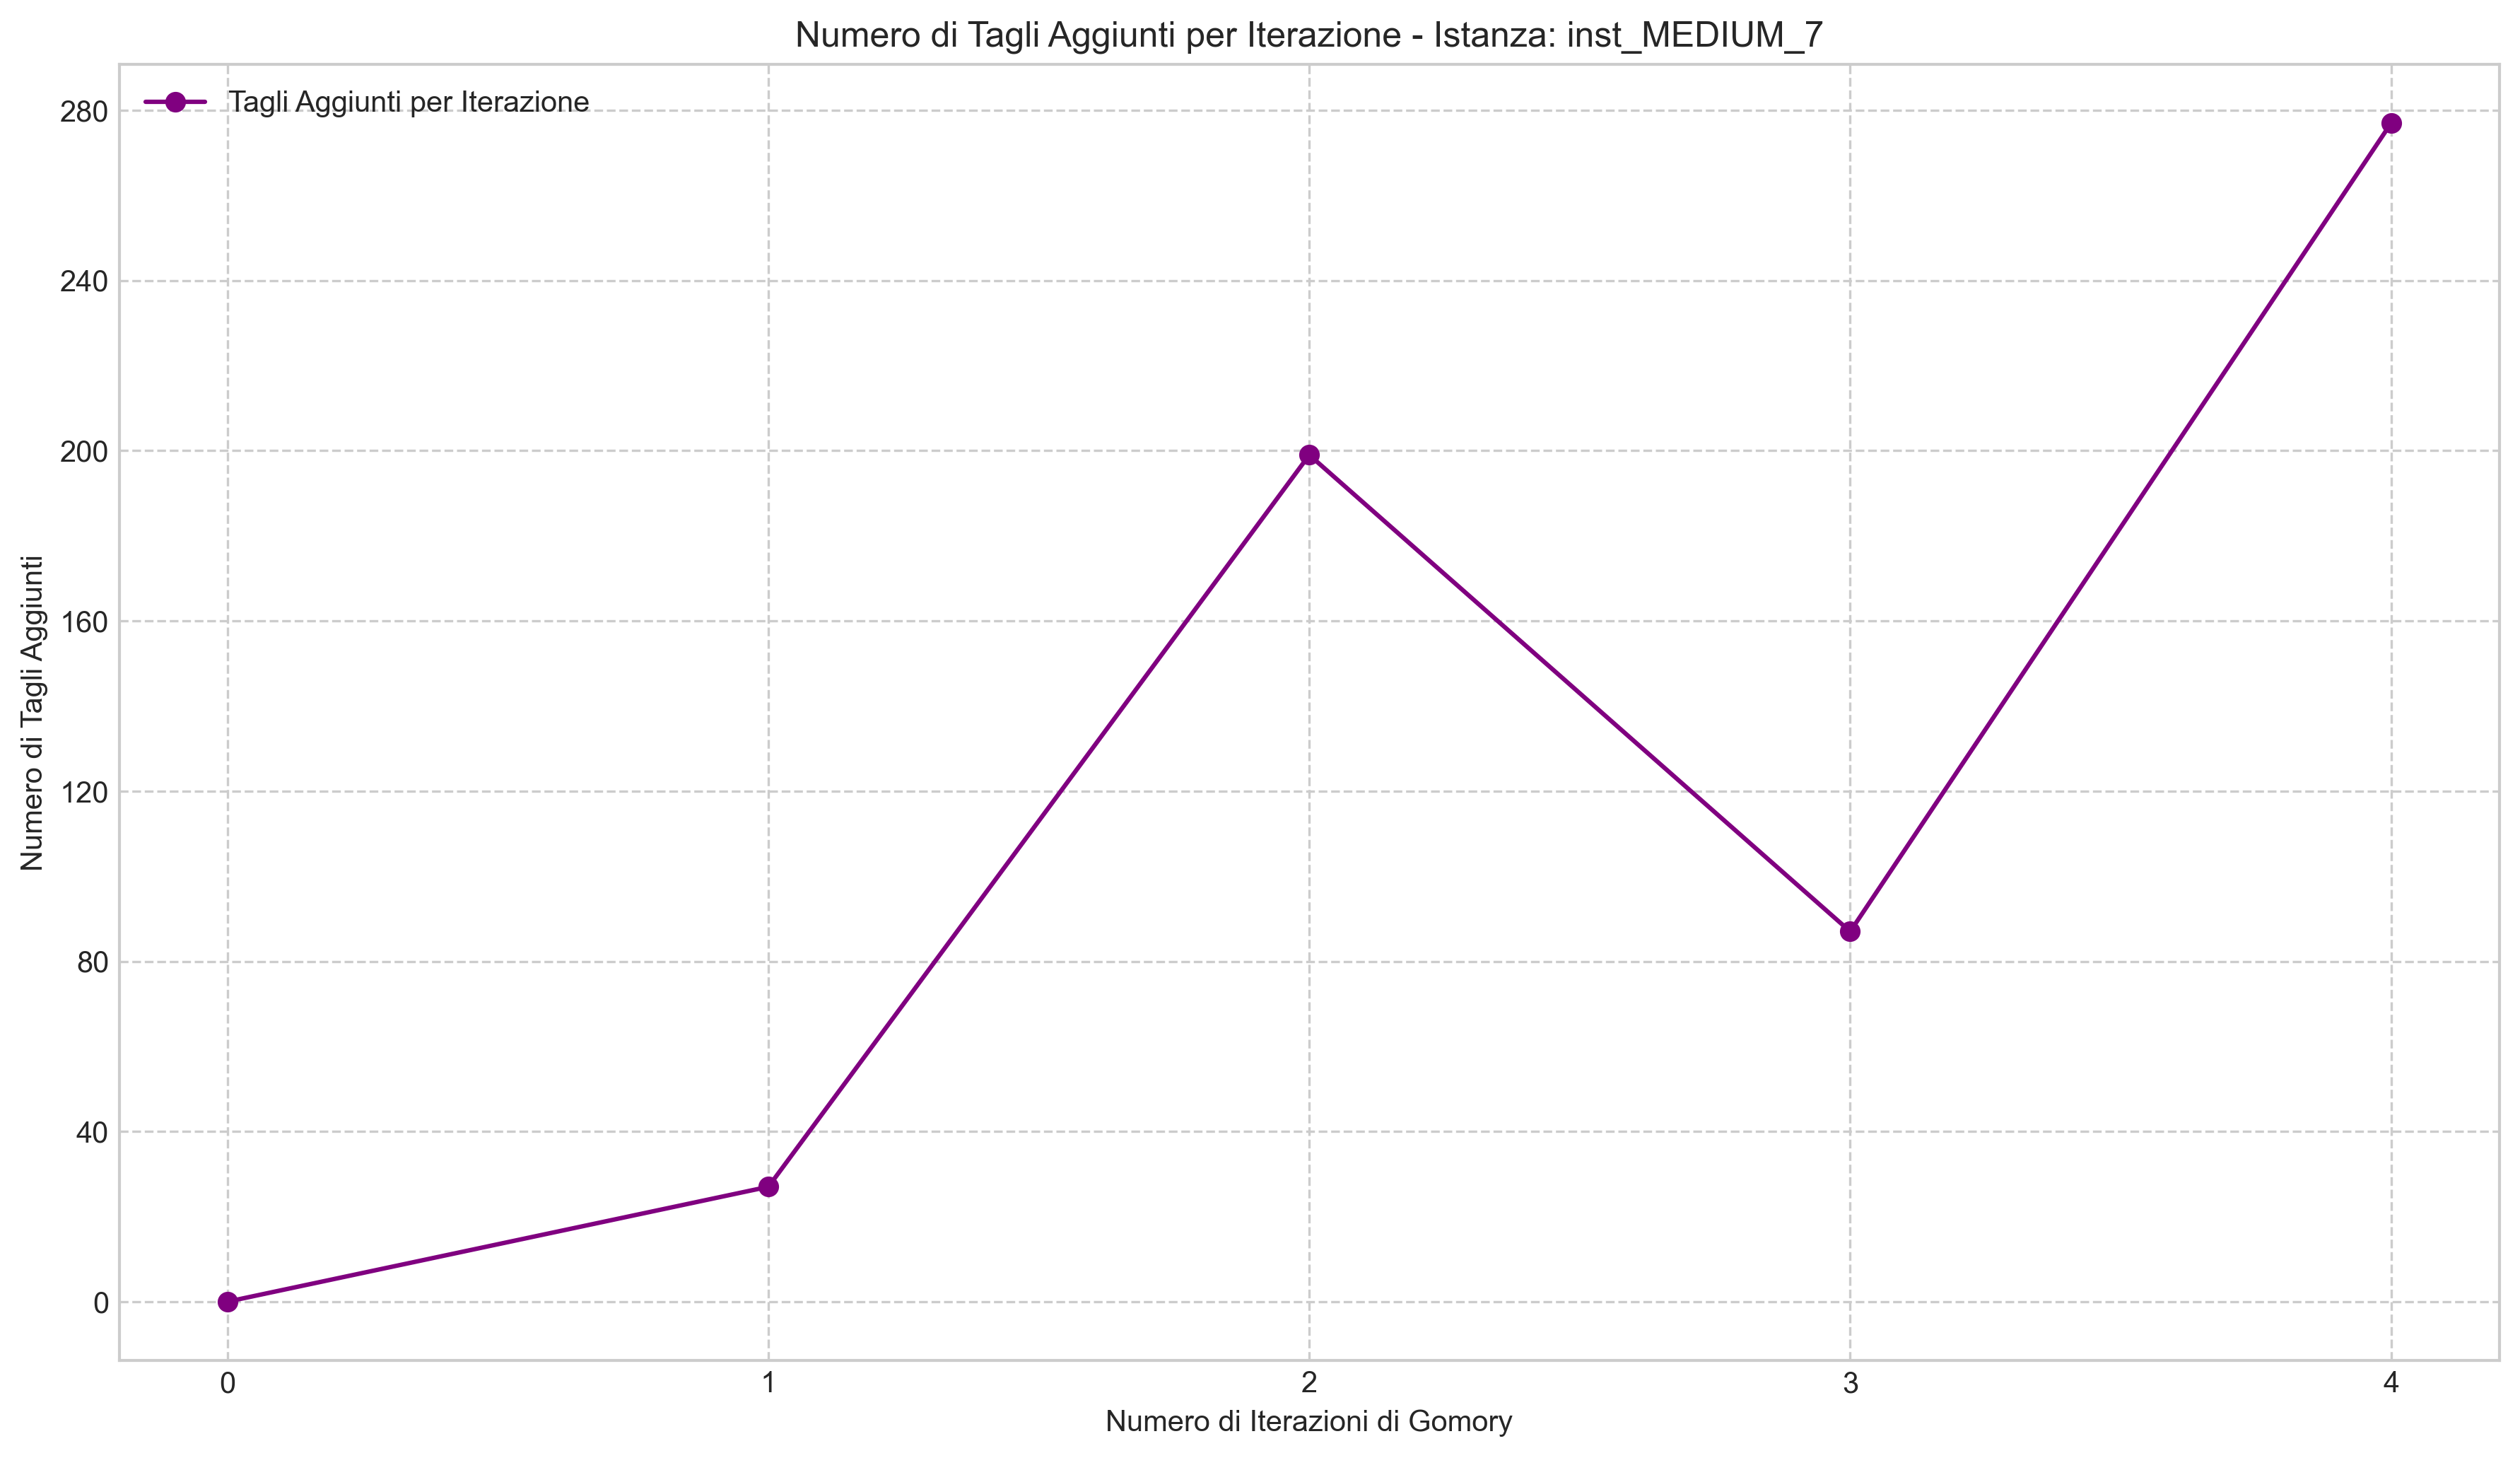 Numero di Tagli Aggiunti per Iterazione - Istanza: inst_MEDIUM_7
Tagli Aggiunti per Iterazione
280
240
200
160
120
80
40
0
Numero di Tagli Aggiunti
0 1 2 3 4
Numero di Iterazioni di Gomory